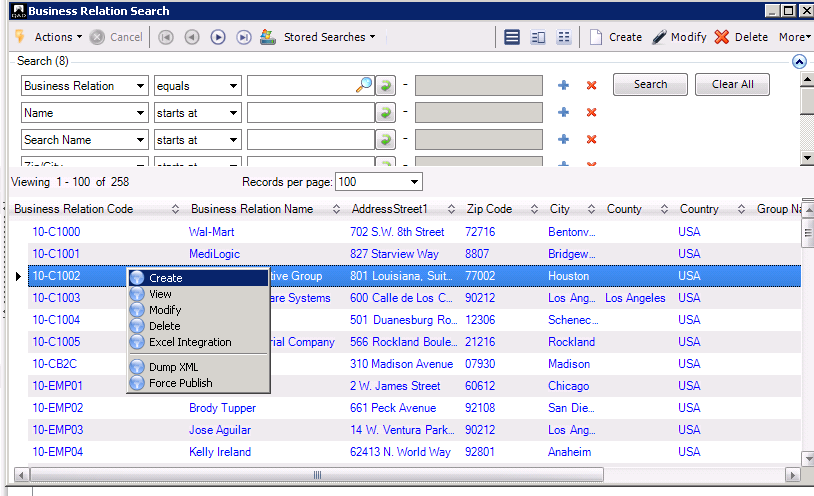 QAD Business Relation Search
Actions Cancel Stored Searches Create Modify Delete More
Search (8)
Business Relation equals - Search Clear All
Name starts at -
Search Name starts at -
Zip/City starts at -
Viewing 1 - 100 of 258 Records per page: 100
Business Relation Code Business Relation Name AddressStreet1 Zip Code City County Country Group Na
10-C1000 Wal-Mart 702 S.W. 8th Street 72716 Bentonv... USA
10-C1001 MediLogic 827 Starview Way 8807 Bridgew... USA
10-C1002 tive Group 801 Louisiana, Suit... 77002 Houston USA
10-C1003 are Systems 600 Calle de Los C... 90212 Los Ang... Los Angeles USA
10-C1004 501 Duanesburg Ro... 12306 Schenec... USA
10-C1005 rial Company 566 Rockland Boule... 21216 Rockland USA
10-CB2C 310 Madison Avenue 07930 Madison USA
10-EMP01 2 W. James Street 60612 Chicago USA
10-EMP02 Brody Tupper 661 Peck Avenue 92108 San Die... USA
10-EMP03 Jose Aguilar 14 W. Ventura Park... 90212 Los Ang... USA
10-EMP04 Kelly Ireland 62413 N. World Way 92801 Anaheim USA
Create
View
Modify
Delete
Excel Integration
Dump XML
Force Publish